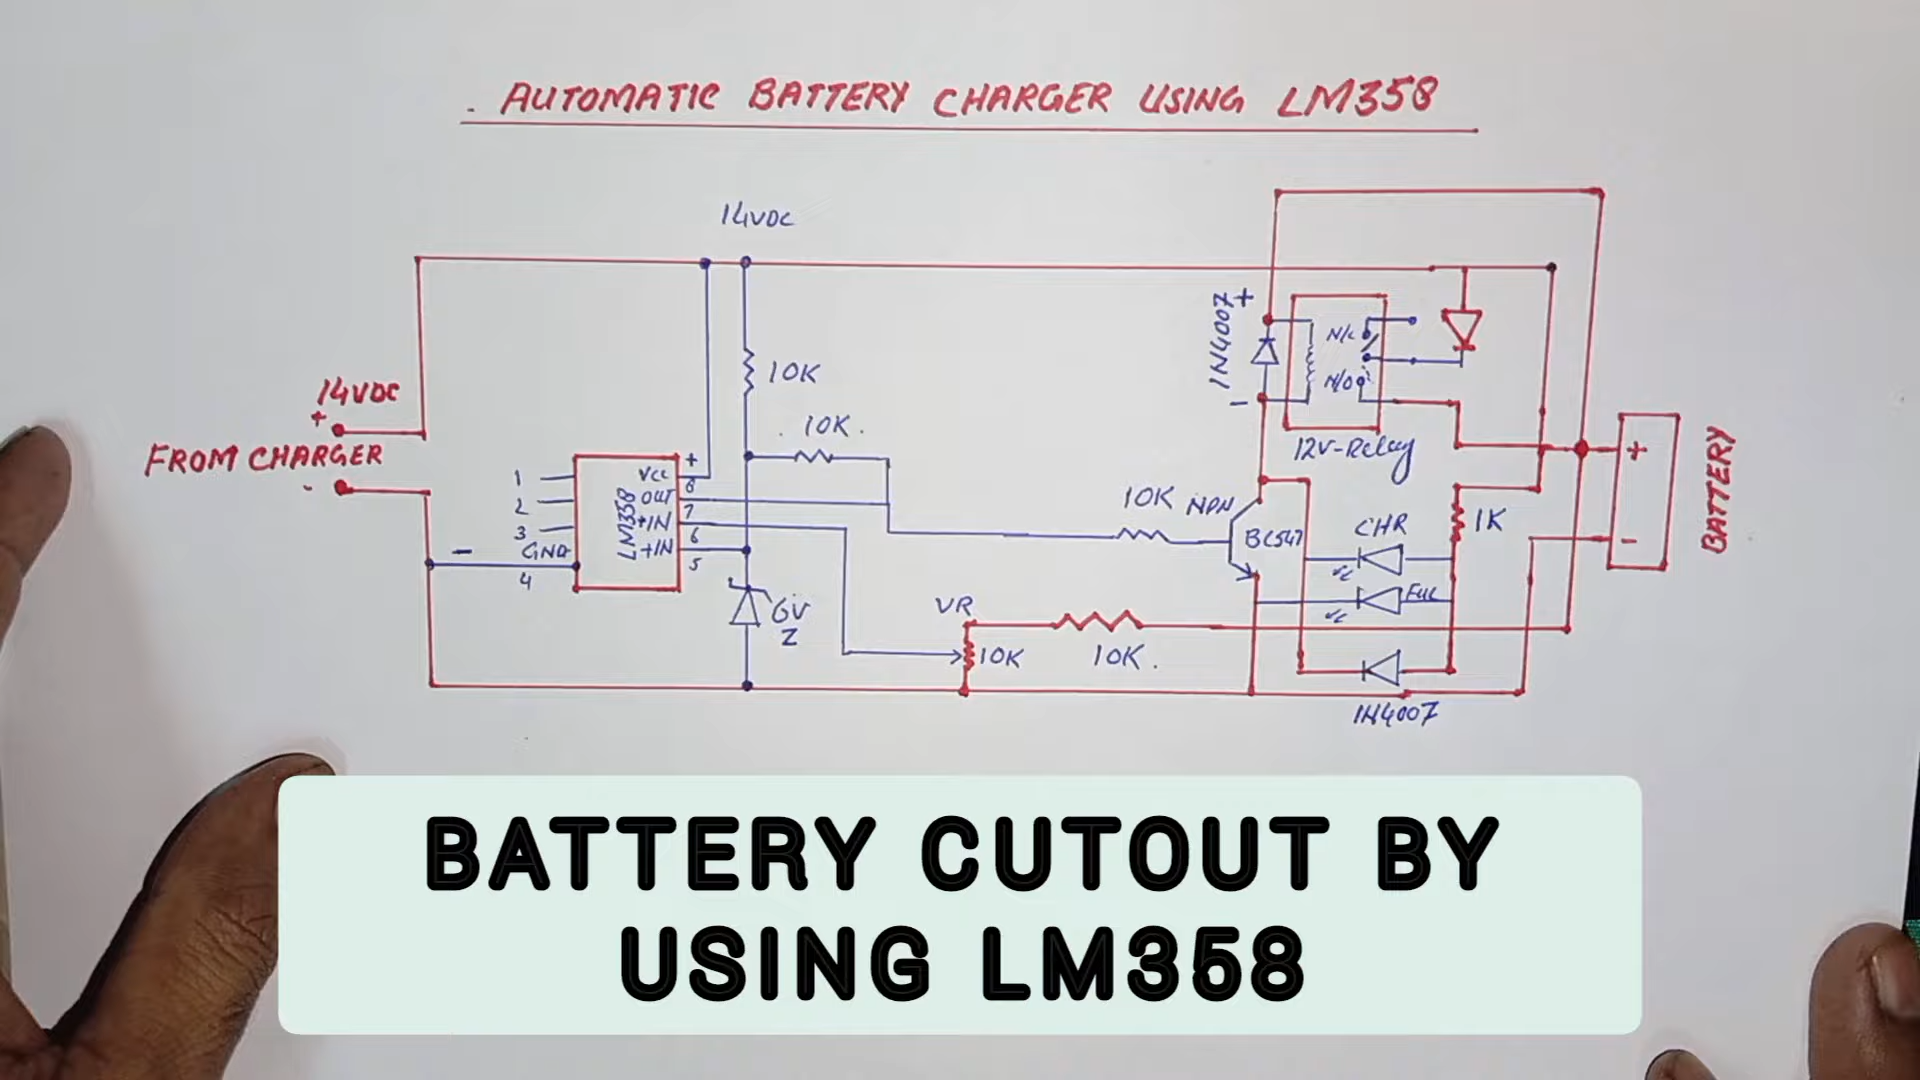 . AUTOMATIC BATTERY CHARGER USING LM358
14VDC
14VDC
+
FROM CHARGER
-
10K
. 10K .
1
2
3
GND
4
-
LM358
VCC
OUT
+IN
+IN
+
8
7
6
5
6V
Z
VR
10K
10K .
10K NPN
BC547
1N4007
+
-
N/C
N/O
12V-Relay
CHR
Full
1K
1N4007
+
-
BATTERY
BATTERY CUTOUT BY
USING LM358